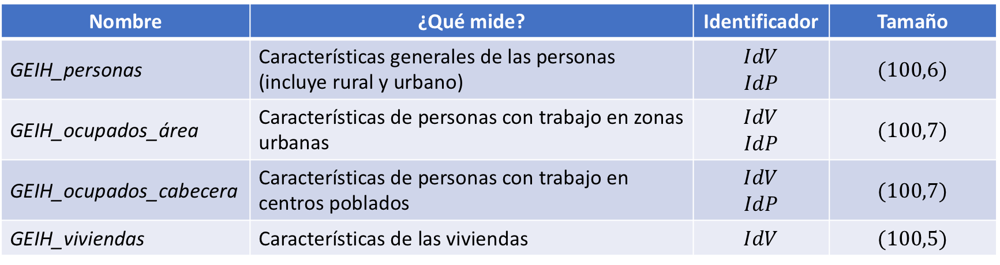 Nombre ¿Qué mide? Identificador Tamaño
GEIH_personas Características generales de las personas (incluye rural y urbano) IdV IdP (100,6)
GEIH_ocupados_área Características de personas con trabajo en zonas urbanas IdV IdP (100,7)
GEIH_ocupados_cabecera Características de personas con trabajo en centros poblados IdV IdP (100,7)
GEIH_viviendas Características de las viviendas IdV (100,5)